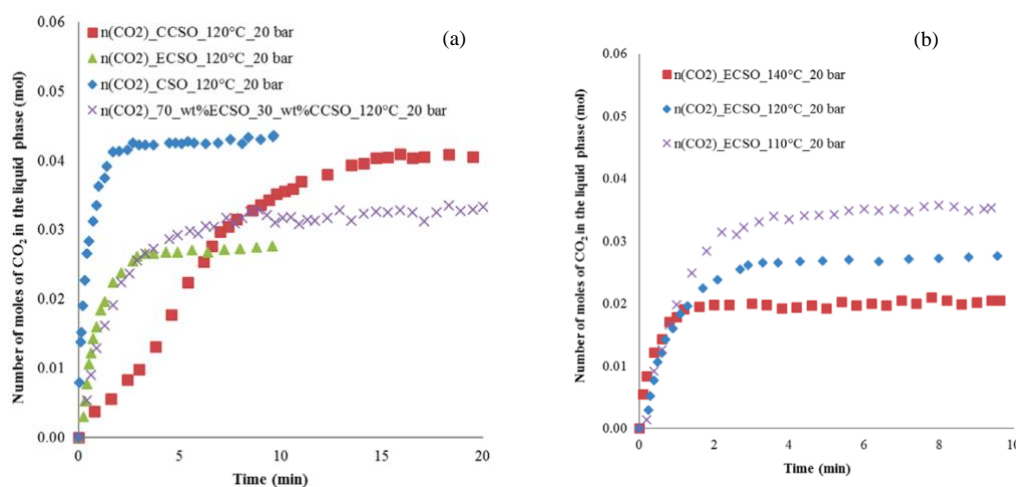 (a)
n(CO2)_CCSO_120°C_20 bar
n(CO2)_ECSO_120°C_20 bar
n(CO2)_CSO_120°C_20 bar
n(CO2)_70_wt%ECSO_30_wt%CCSO_120°C_20 bar
Number of moles of CO2 in the liquid phase (mol)
0.06
0.05
0.04
0.03
0.02
0.01
0.00
0
5
10
15
20
Time (min)
(b)
n(CO2)_ECSO_140°C_20 bar
n(CO2)_ECSO_120°C_20 bar
n(CO2)_ECSO_110°C_20 bar
Number of moles of CO2 in the liquid phase (mol)
0.06
0.05
0.04
0.03
0.02
0.01
0.00
0
2
4
6
8
10
Time (min)